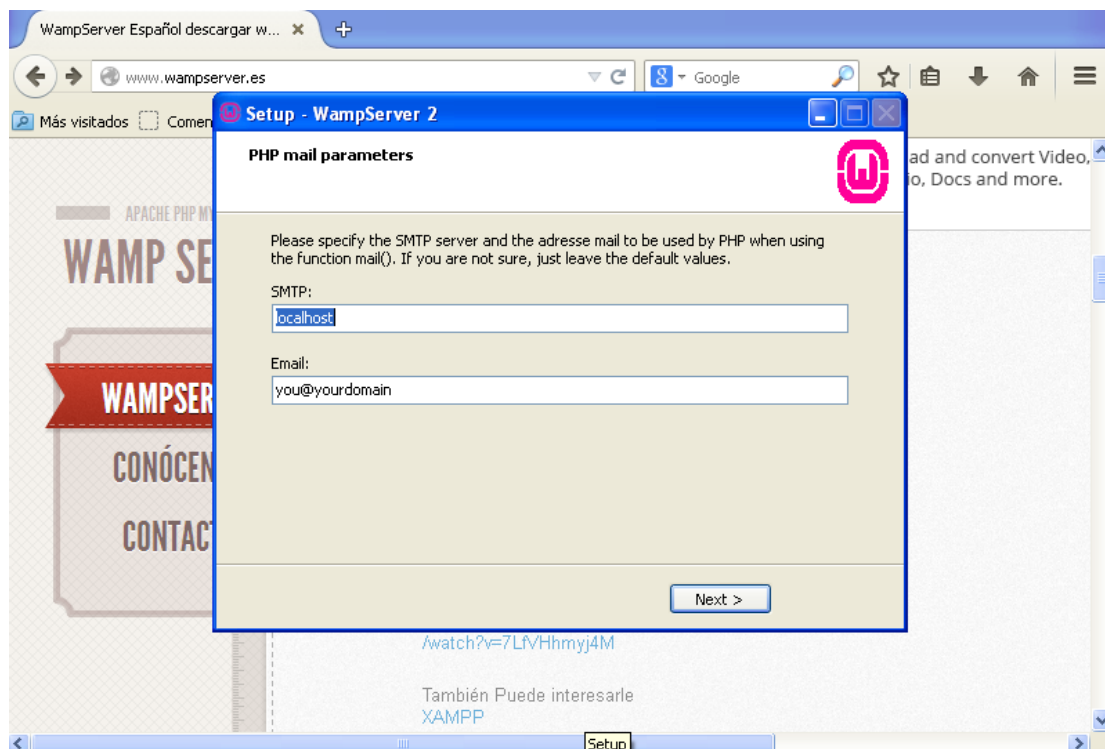 WampServer Español descargar w...
www.wampserver.es
Google
Más visitados
Comen
Setup - WampServer 2
PHP mail parameters
ad and convert Video,
io, Docs and more.
APACHE PHP MY
WAMP SE
Please specify the SMTP server and the adresse mail to be used by PHP when using
the function mail(). If you are not sure, just leave the default values.
SMTP:
localhost
Email:
you@yourdomain
WAMPSER
CONÓCEN
CONTAC
Next >
/watch?v=7LfVHhmyj4M
También Puede interesarle
XAMPP
Setup